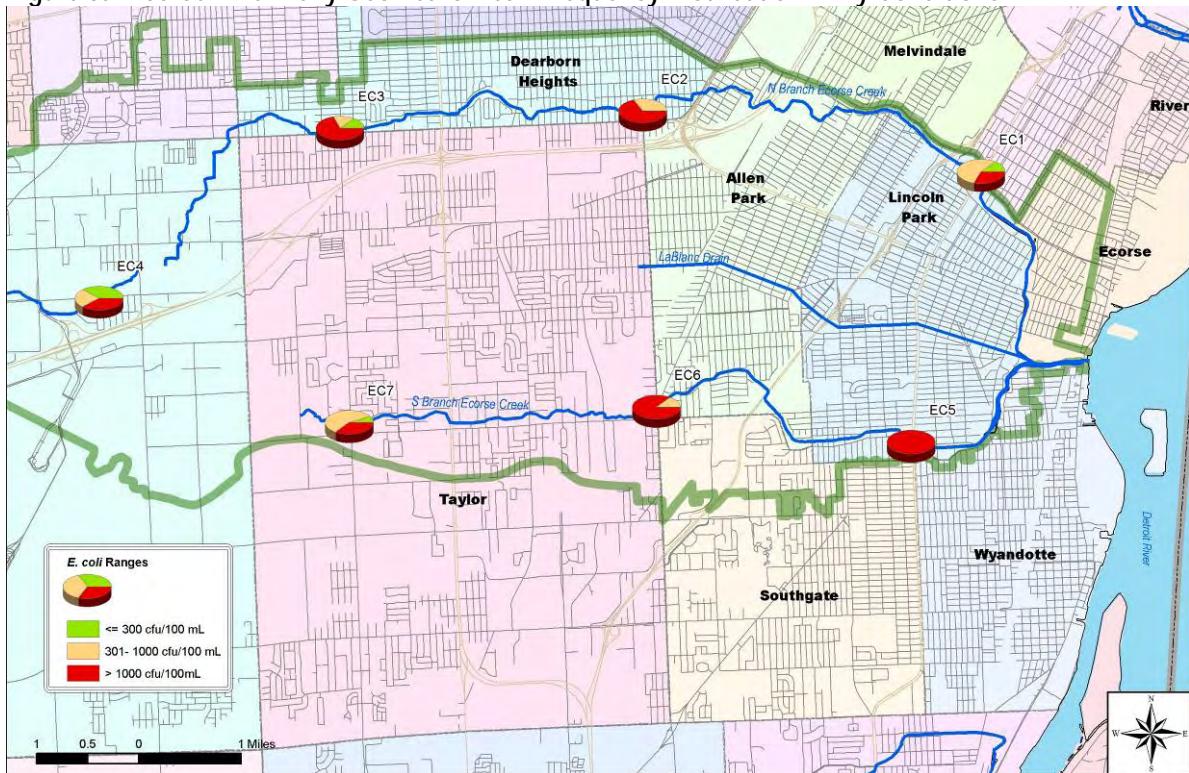 Melvindale
Dearborn
Heights
EC2
EC3
N Branch Ecorse Creek
River
EC1
Allen
Park
Lincoln
Park
Ecorse
LaBlanc Drain
EC4
EC6
EC7
S Branch Ecorse Creek
EC5
Taylor
Detroit River
Wyandotte
Southgate
E. coli Ranges
<= 300 cfu/100 mL
301- 1000 cfu/100 mL
> 1000 cfu/100mL
1 0.5 0 1 Miles
N
W E
S